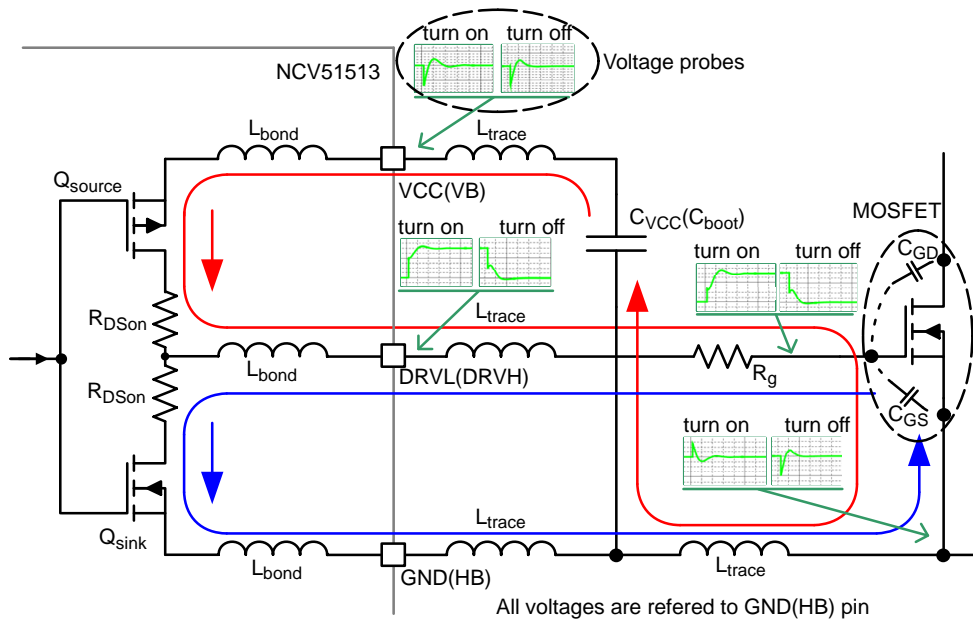 turn on turn off
NCV51513
Voltage probes
Lbond
Ltrace
Qsource
VCC(VB)
CVCC(Cboot)
MOSFET
turn on turn off
turn on turn off
CGD
RDSon
Ltrace
Lbond
DRVL(DRVH)
Rg
RDSon
CGS
turn on turn off
Qsink
Ltrace
Lbond
GND(HB)
Ltrace
All voltages are refered to GND(HB) pin